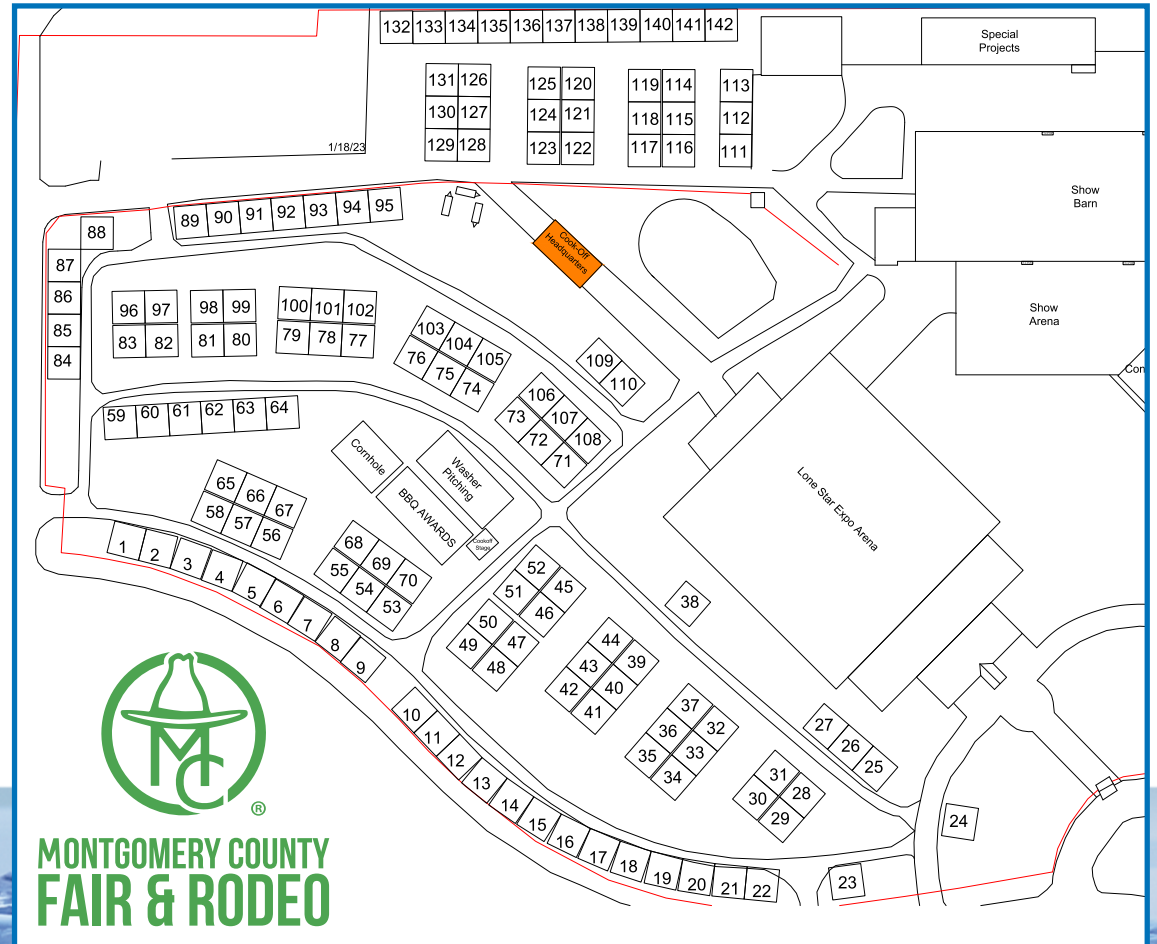 132 133 134 135 136 137 138 139 140 141 142
Special
Projects
131 126
130 127
129 128
125 120
124 121
123 122
119 114
118 115
117 116
113
112
111
1/18/23
Show
Barn
Show
Arena
Con
89 90 91 92 93 94 95
88
87
86
85
84
Cook-Off
Headquarters
96 97
83 82
98 99
81 80
100 101 102
79 78 77
103 104 105
76 75 74
109 110
106 107 108
73 72 71
59 60 61 62 63 64
Cornhole
Washer
Pitching
BBQ AWARDS
Cookoff
Stage
Lone Star Expo Arena
65 66 67
58 57 56
68 69 70
55 54 53
1 2 3 4 5 6 7 8 9
52 45
51 46
50 47
49 48
38
44 39
43 40
42 41
37 32
36 33
35 34
31 28
30 29
27 26 25
24
23
10 11 12 13 14 15 16 17 18 19 20 21 22
MC
®
MONTGOMERY COUNTY
FAIR & RODEO